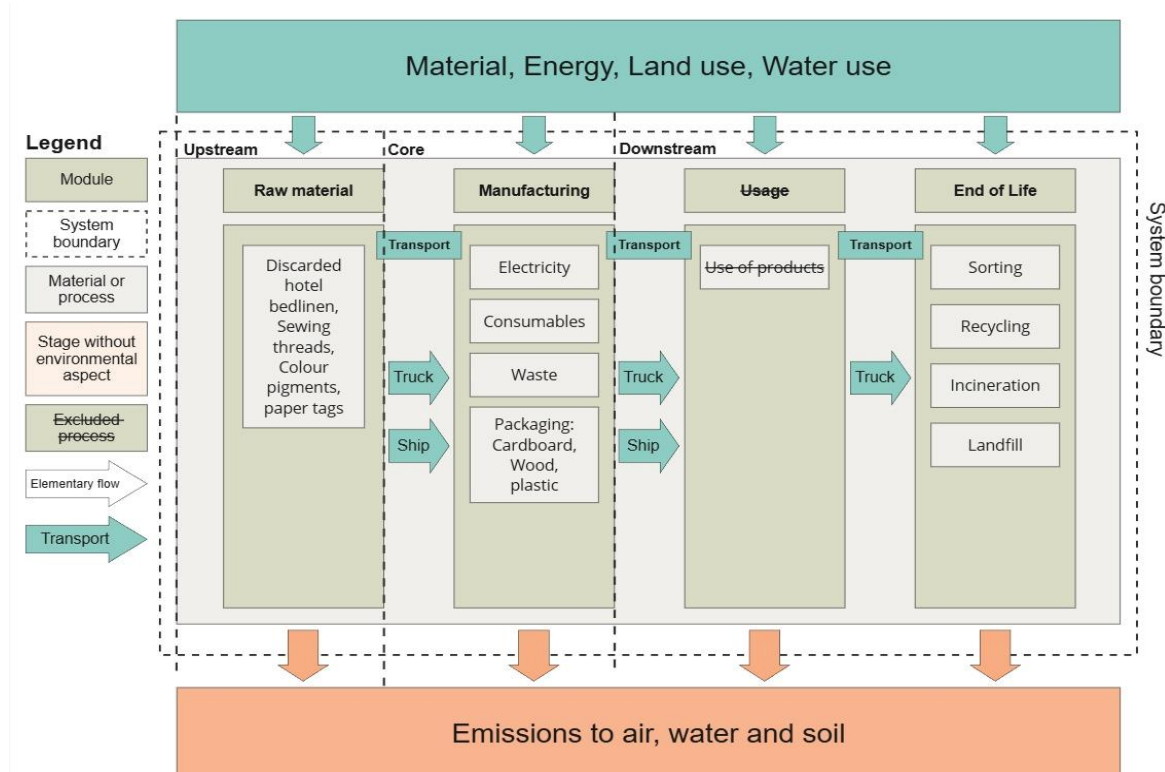 Material, Energy, Land use, Water use
Legend
Module
System
boundary
Material or
process
Stage without
environmental
aspect
Excluded
process
Elementary flow
Transport
Upstream
Core
Downstream
Raw material
Manufacturing
Usage
End of Life
Transport
Transport
Transport
Discarded
hotel
bedlinen,
Sewing
threads,
Colour
pigments,
paper tags
Truck
Ship
Electricity
Consumables
Waste
Packaging:
Cardboard,
Wood,
plastic
Truck
Ship
Use of products
Truck
Sorting
Recycling
Incineration
Landfill
System boundary
Emissions to air, water and soil